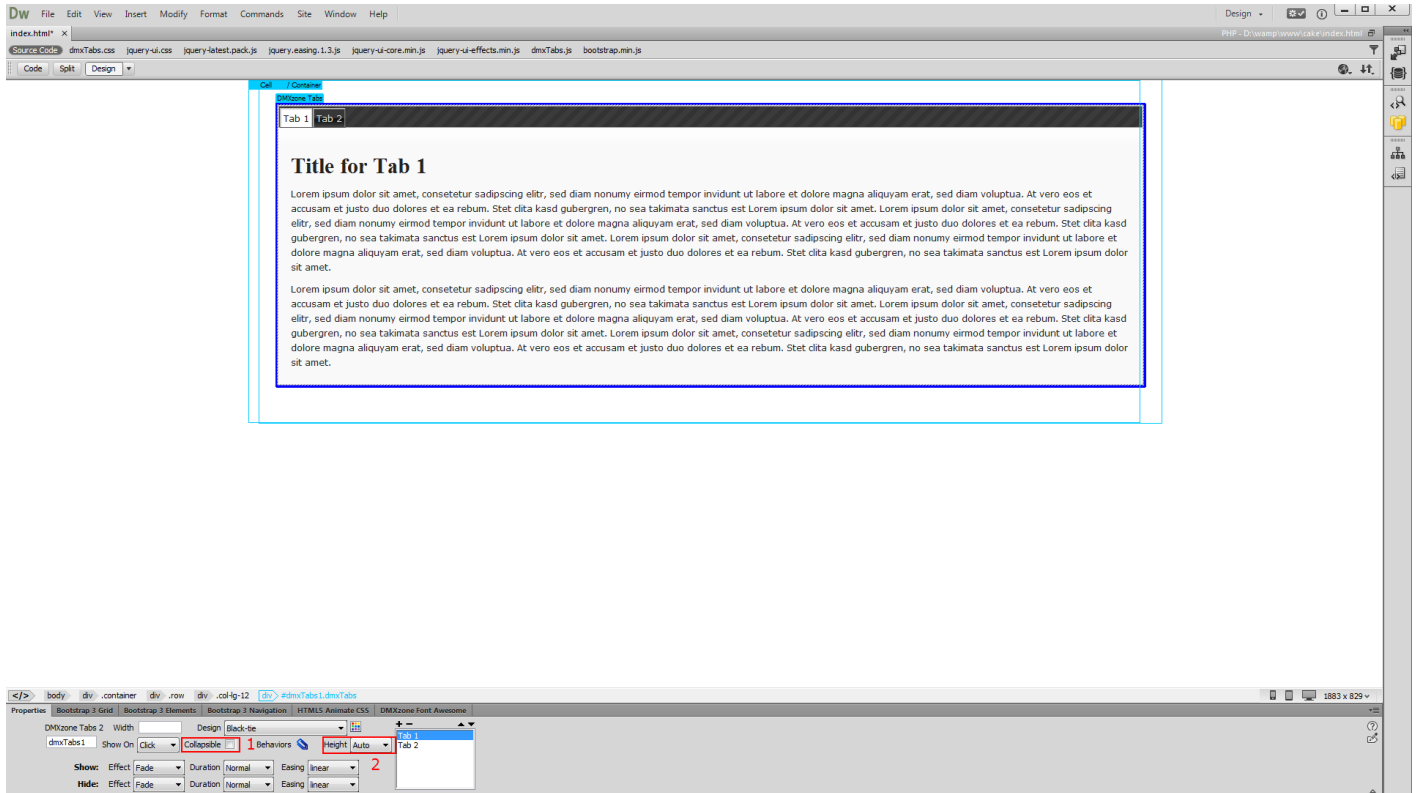 Dw File Edit View Insert Modify Format Commands Site Window Help Design
index.html* × PHP - D:\wamp\www\cake\index.html
Source Code dmxTabs.css jquery-ui.css jquery-latest.pack.js jquery.easing.1.3.js jquery-ui-core.min.js jquery-ui-effects.min.js dmxTabs.js bootstrap.min.js
Code Split Design
Cell / Container
DMXzone Tabs
Tab 1 Tab 2
Title for Tab 1
Lorem ipsum dolor sit amet, consetetur sadipscing elitr, sed diam nonumy eirmod tempor invidunt ut labore et dolore magna aliquyam erat, sed diam voluptua. At vero eos et
accusam et justo duo dolores et ea rebum. Stet clita kasd gubergren, no sea takimata sanctus est Lorem ipsum dolor sit amet. Lorem ipsum dolor sit amet, consetetur sadipscing
elitr, sed diam nonumy eirmod tempor invidunt ut labore et dolore magna aliquyam erat, sed diam voluptua. At vero eos et accusam et justo duo dolores et ea rebum. Stet clita kasd
gubergren, no sea takimata sanctus est Lorem ipsum dolor sit amet. Lorem ipsum dolor sit amet, consetetur sadipscing elitr, sed diam nonumy eirmod tempor invidunt ut labore et
dolore magna aliquyam erat, sed diam voluptua. At vero eos et accusam et justo duo dolores et ea rebum. Stet clita kasd gubergren, no sea takimata sanctus est Lorem ipsum dolor
sit amet.
Lorem ipsum dolor sit amet, consetetur sadipscing elitr, sed diam nonumy eirmod tempor invidunt ut labore et dolore magna aliquyam erat, sed diam voluptua. At vero eos et
accusam et justo duo dolores et ea rebum. Stet clita kasd gubergren, no sea takimata sanctus est Lorem ipsum dolor sit amet. Lorem ipsum dolor sit amet, consetetur sadipscing
elitr, sed diam nonumy eirmod tempor invidunt ut labore et dolore magna aliquyam erat, sed diam voluptua. At vero eos et accusam et justo duo dolores et ea rebum. Stet clita kasd
gubergren, no sea takimata sanctus est Lorem ipsum dolor sit amet. Lorem ipsum dolor sit amet, consetetur sadipscing elitr, sed diam nonumy eirmod tempor invidunt ut labore et
dolore magna aliquyam erat, sed diam voluptua. At vero eos et accusam et justo duo dolores et ea rebum. Stet clita kasd gubergren, no sea takimata sanctus est Lorem ipsum dolor
sit amet.
</> body div .container div .row div .col-lg-12 div #dmxTabs1.dmxTabs 1883 x 829
Properties Bootstrap 3 Grid Bootstrap 3 Elements Bootstrap 3 Navigation HTML5 Animate CSS DMXzone Font Awesome
DMXzone Tabs 2 Width Design Black-tie
Tab 1
dmxTabs1 Show On Click Collapsible 1 Behaviors Height Auto Tab 2
Show: Effect Fade Duration Normal Easing linear 2
Hide: Effect Fade Duration Normal Easing linear